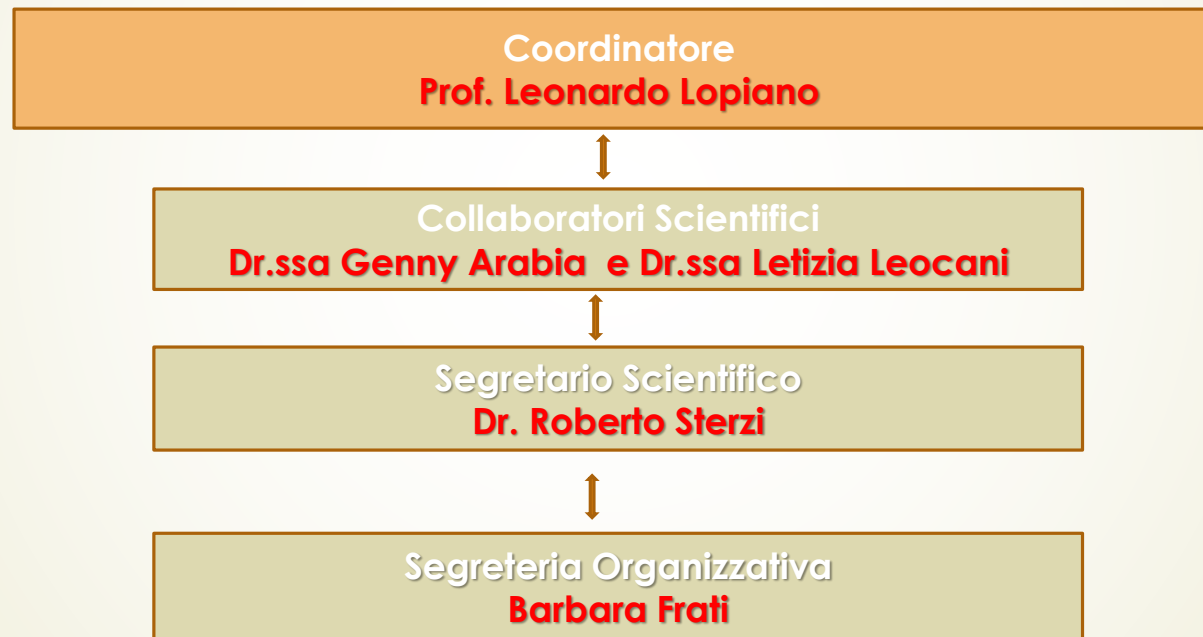 Coordinatore
Prof. Leonardo Lopiano
Collaboratori Scientifici
Dr.ssa Genny Arabia e Dr.ssa Letizia Leocani
Segretario Scientifico
Dr. Roberto Sterzi
Segreteria Organizzativa
Barbara Frati